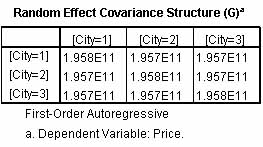 Random Effect Covariance Structure (G)a
[City=1] [City=2] [City=3]
[City=1] 1.958E11 1.957E11 1.957E11
[City=2] 1.957E11 1.958E11 1.957E11
[City=3] 1.957E11 1.957E11 1.958E11
First-Order Autoregressive
a. Dependent Variable: Price.